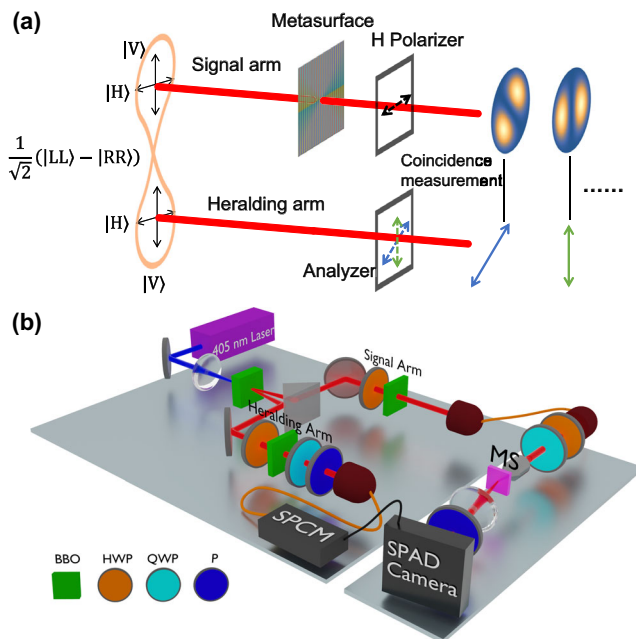 (a)
Metasurface
H Polarizer
|V⟩
Signal arm
|H⟩
1/√2 (|LL⟩ − |RR⟩)
Coincidence
measurement
|H⟩
Heralding arm
......
Analyzer
|V⟩
(b)
405 nm Laser
Signal Arm
Heralding Arm
MS
SPCM
SPAD
Camera
BBO HWP QWP P